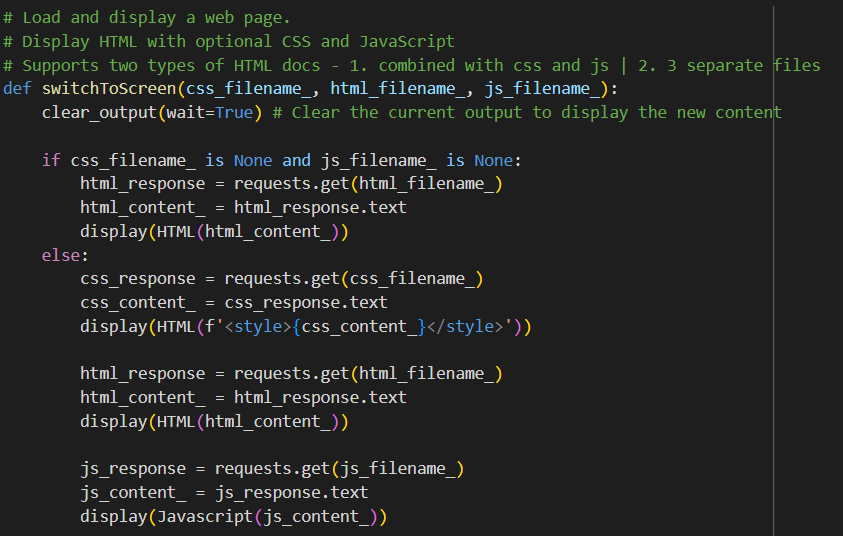 # Load and display a web page.
# Display HTML with optional CSS and JavaScript
# Supports two types of HTML docs - 1. combined with css and js | 2. 3 separate files
def switchToScreen(css_filename_, html_filename_, js_filename_):
    clear_output(wait=True) # Clear the current output to display the new content

    if css_filename_ is None and js_filename_ is None:
        html_response = requests.get(html_filename_)
        html_content_ = html_response.text
        display(HTML(html_content_))
    else:
        css_response = requests.get(css_filename_)
        css_content_ = css_response.text
        display(HTML(f'<style>{css_content_}</style>'))

        html_response = requests.get(html_filename_)
        html_content_ = html_response.text
        display(HTML(html_content_))

        js_response = requests.get(js_filename_)
        js_content_ = js_response.text
        display(Javascript(js_content_))